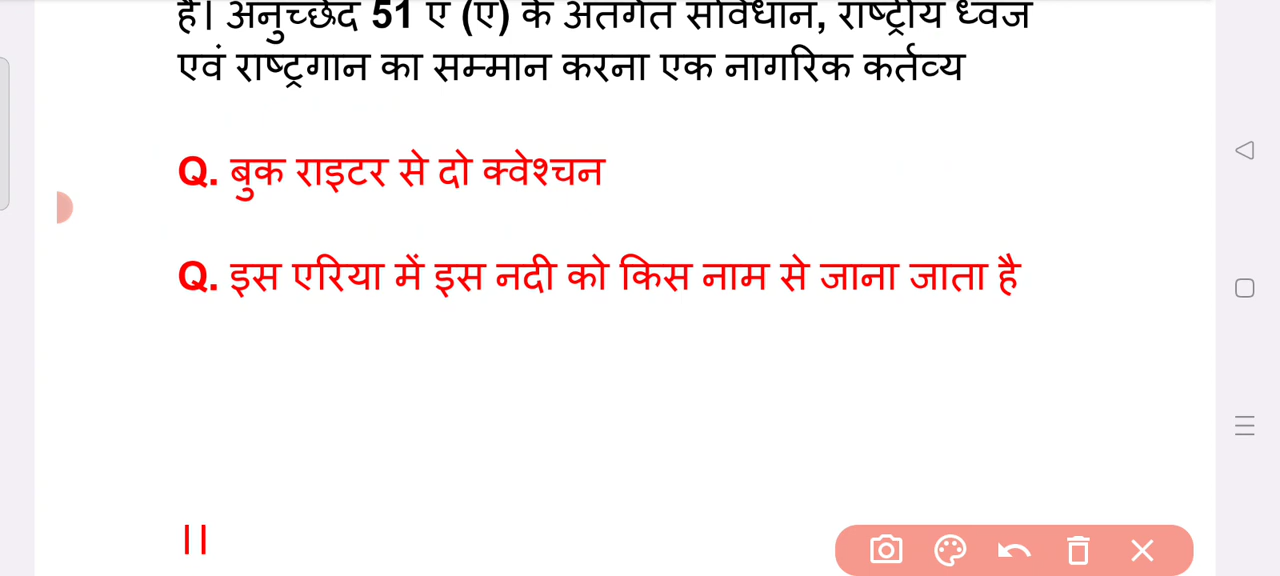 है। अनुच्छेद 51 ए (ए) के अंतर्गत संविधान, राष्ट्रीय ध्वज
एवं राष्ट्रगान का सम्मान करना एक नागरिक कर्तव्य
Q. बुक राइटर से दो क्वेश्चन
Q. इस एरिया में इस नदी को किस नाम से जाना जाता है
||